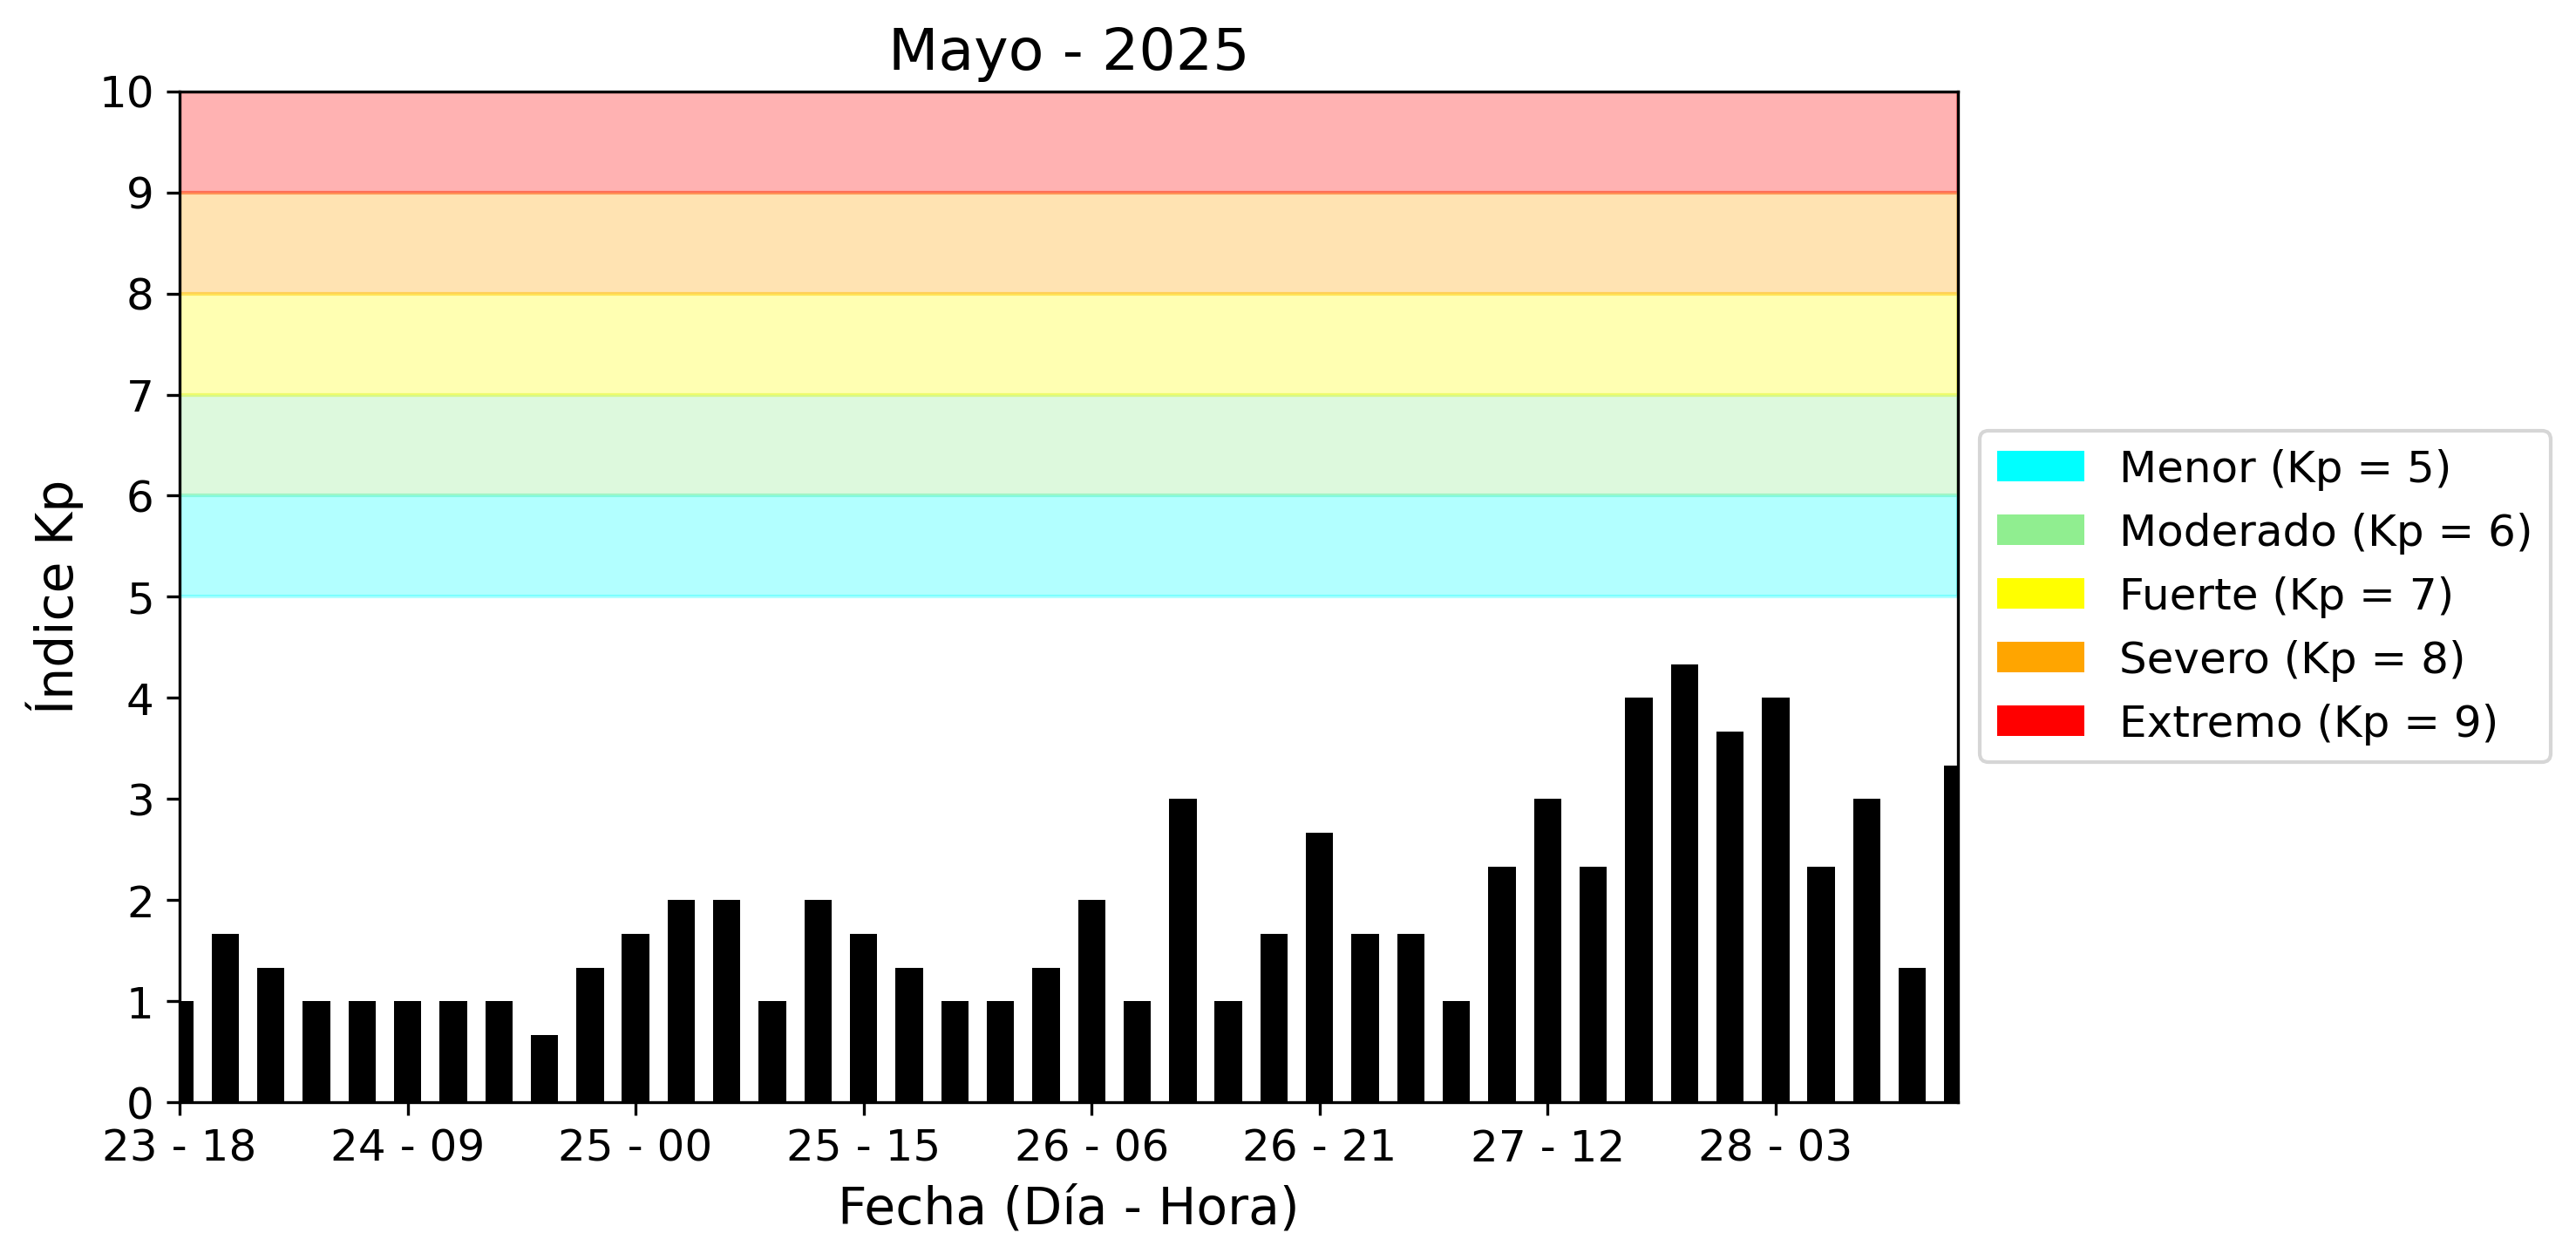 Mayo - 2025
10
9
8
7
6
5
4
3
2
1
0
Índice Kp
23 - 18
24 - 09
25 - 00
25 - 15
26 - 06
26 - 21
27 - 12
28 - 03
Fecha (Día - Hora)
Menor (Kp = 5)
Moderado (Kp = 6)
Fuerte (Kp = 7)
Severo (Kp = 8)
Extremo (Kp = 9)